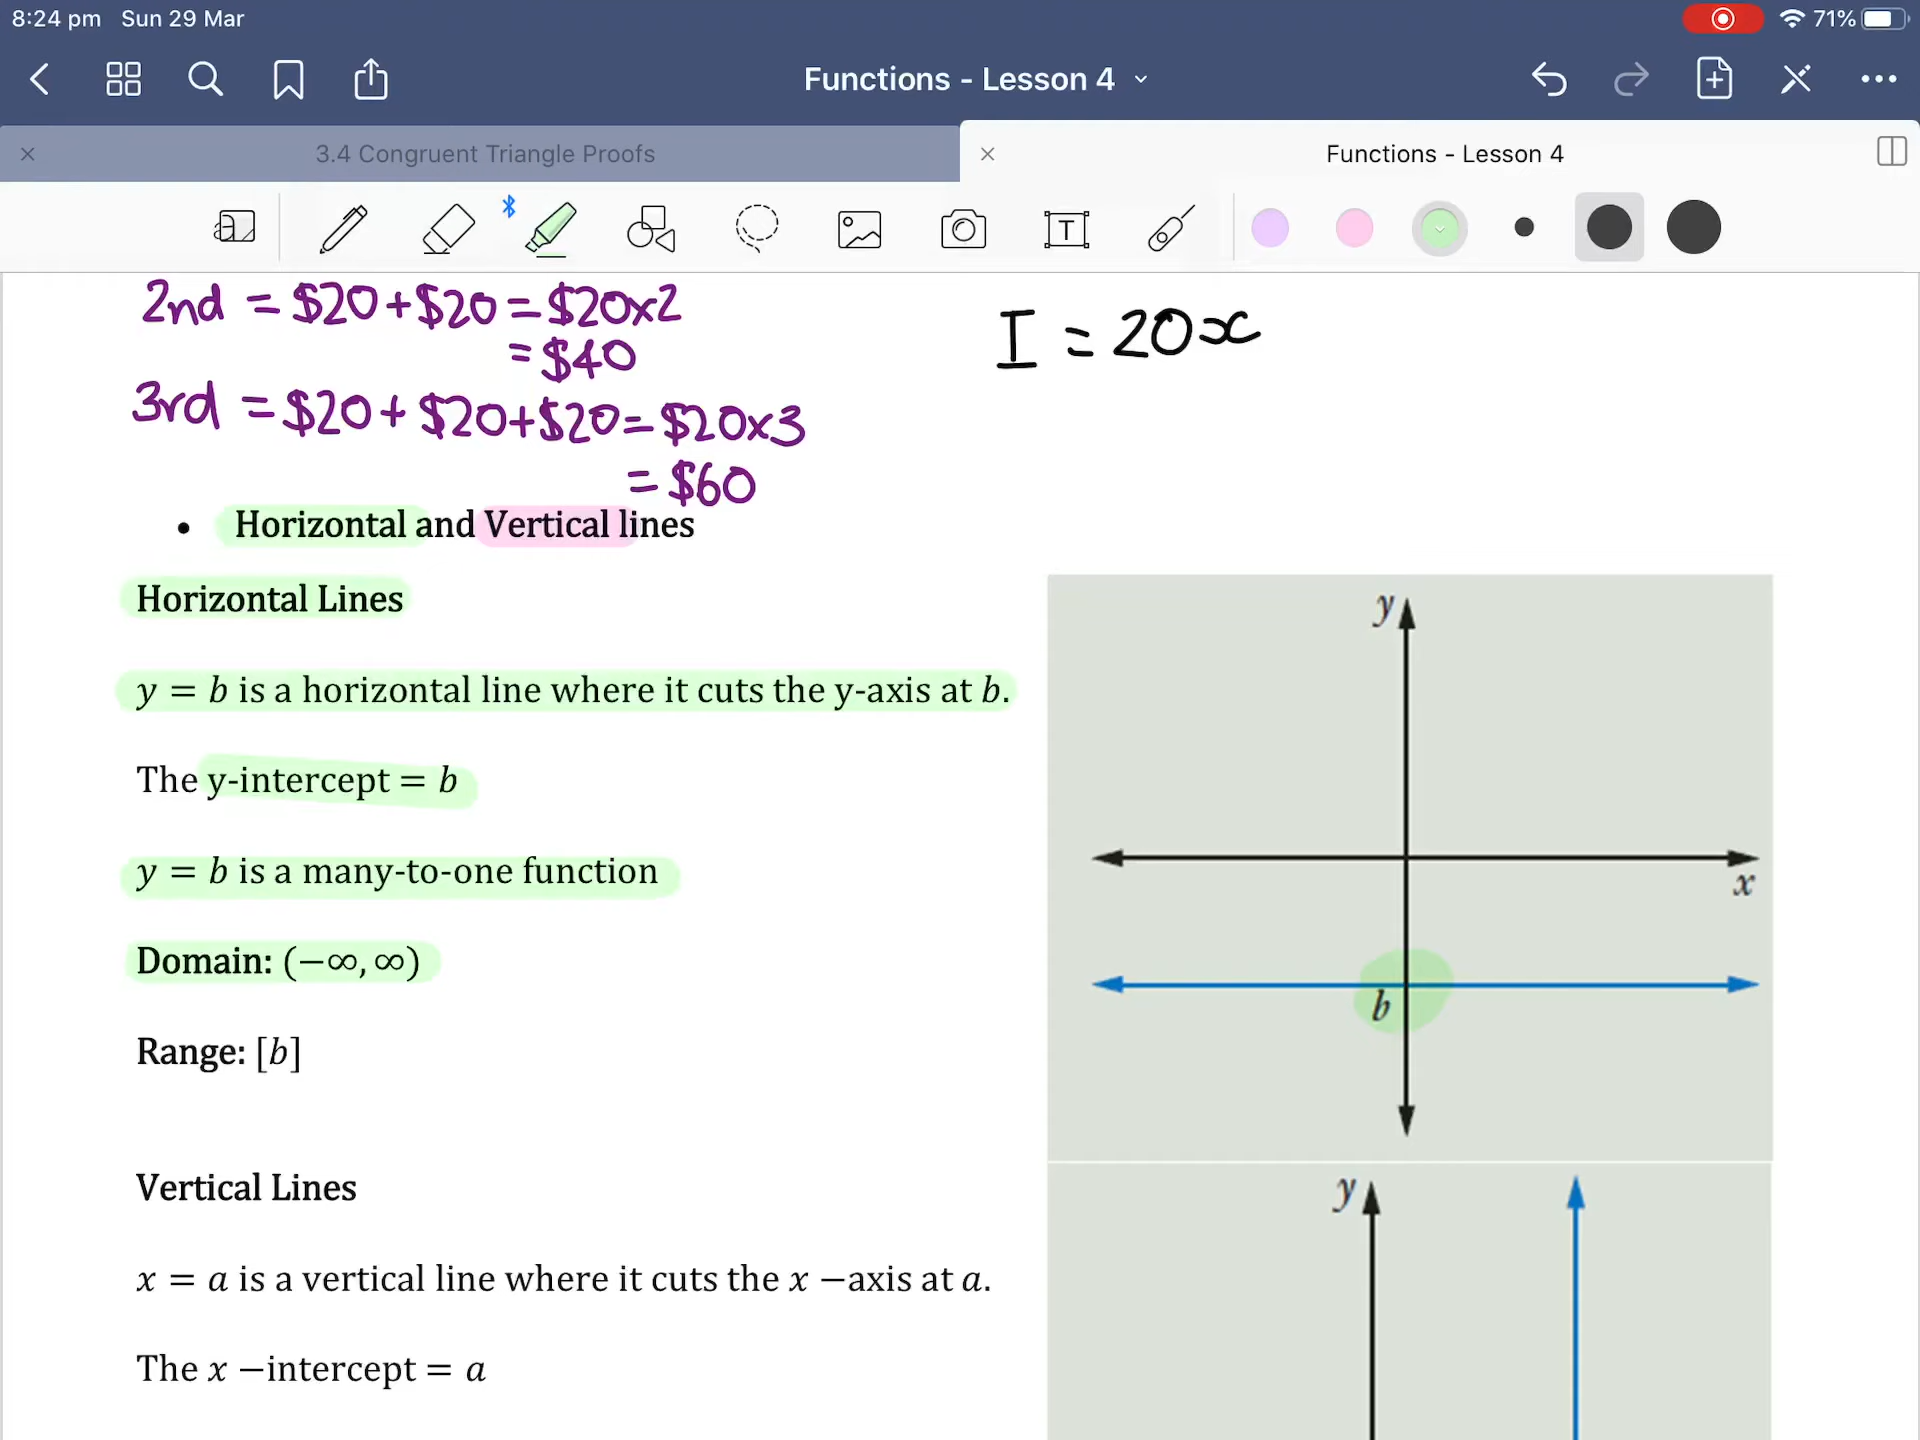 8:24 pm Sun 29 Mar 71%
Functions - Lesson 4
3.4 Congruent Triangle Proofs Functions - Lesson 4
2nd = $20+$20 = $20x2
= $40
I = 20x
3rd = $20+ $20+$20= $20x3
= $60
• Horizontal and Vertical lines
Horizontal Lines
y = b is a horizontal line where it cuts the y-axis at b.
The y-intercept = b
y = b is a many-to-one function
Domain: (−∞, ∞)
Range: [b]
Vertical Lines
x = a is a vertical line where it cuts the x −axis at a.
The x −intercept = a
y
x
b
y